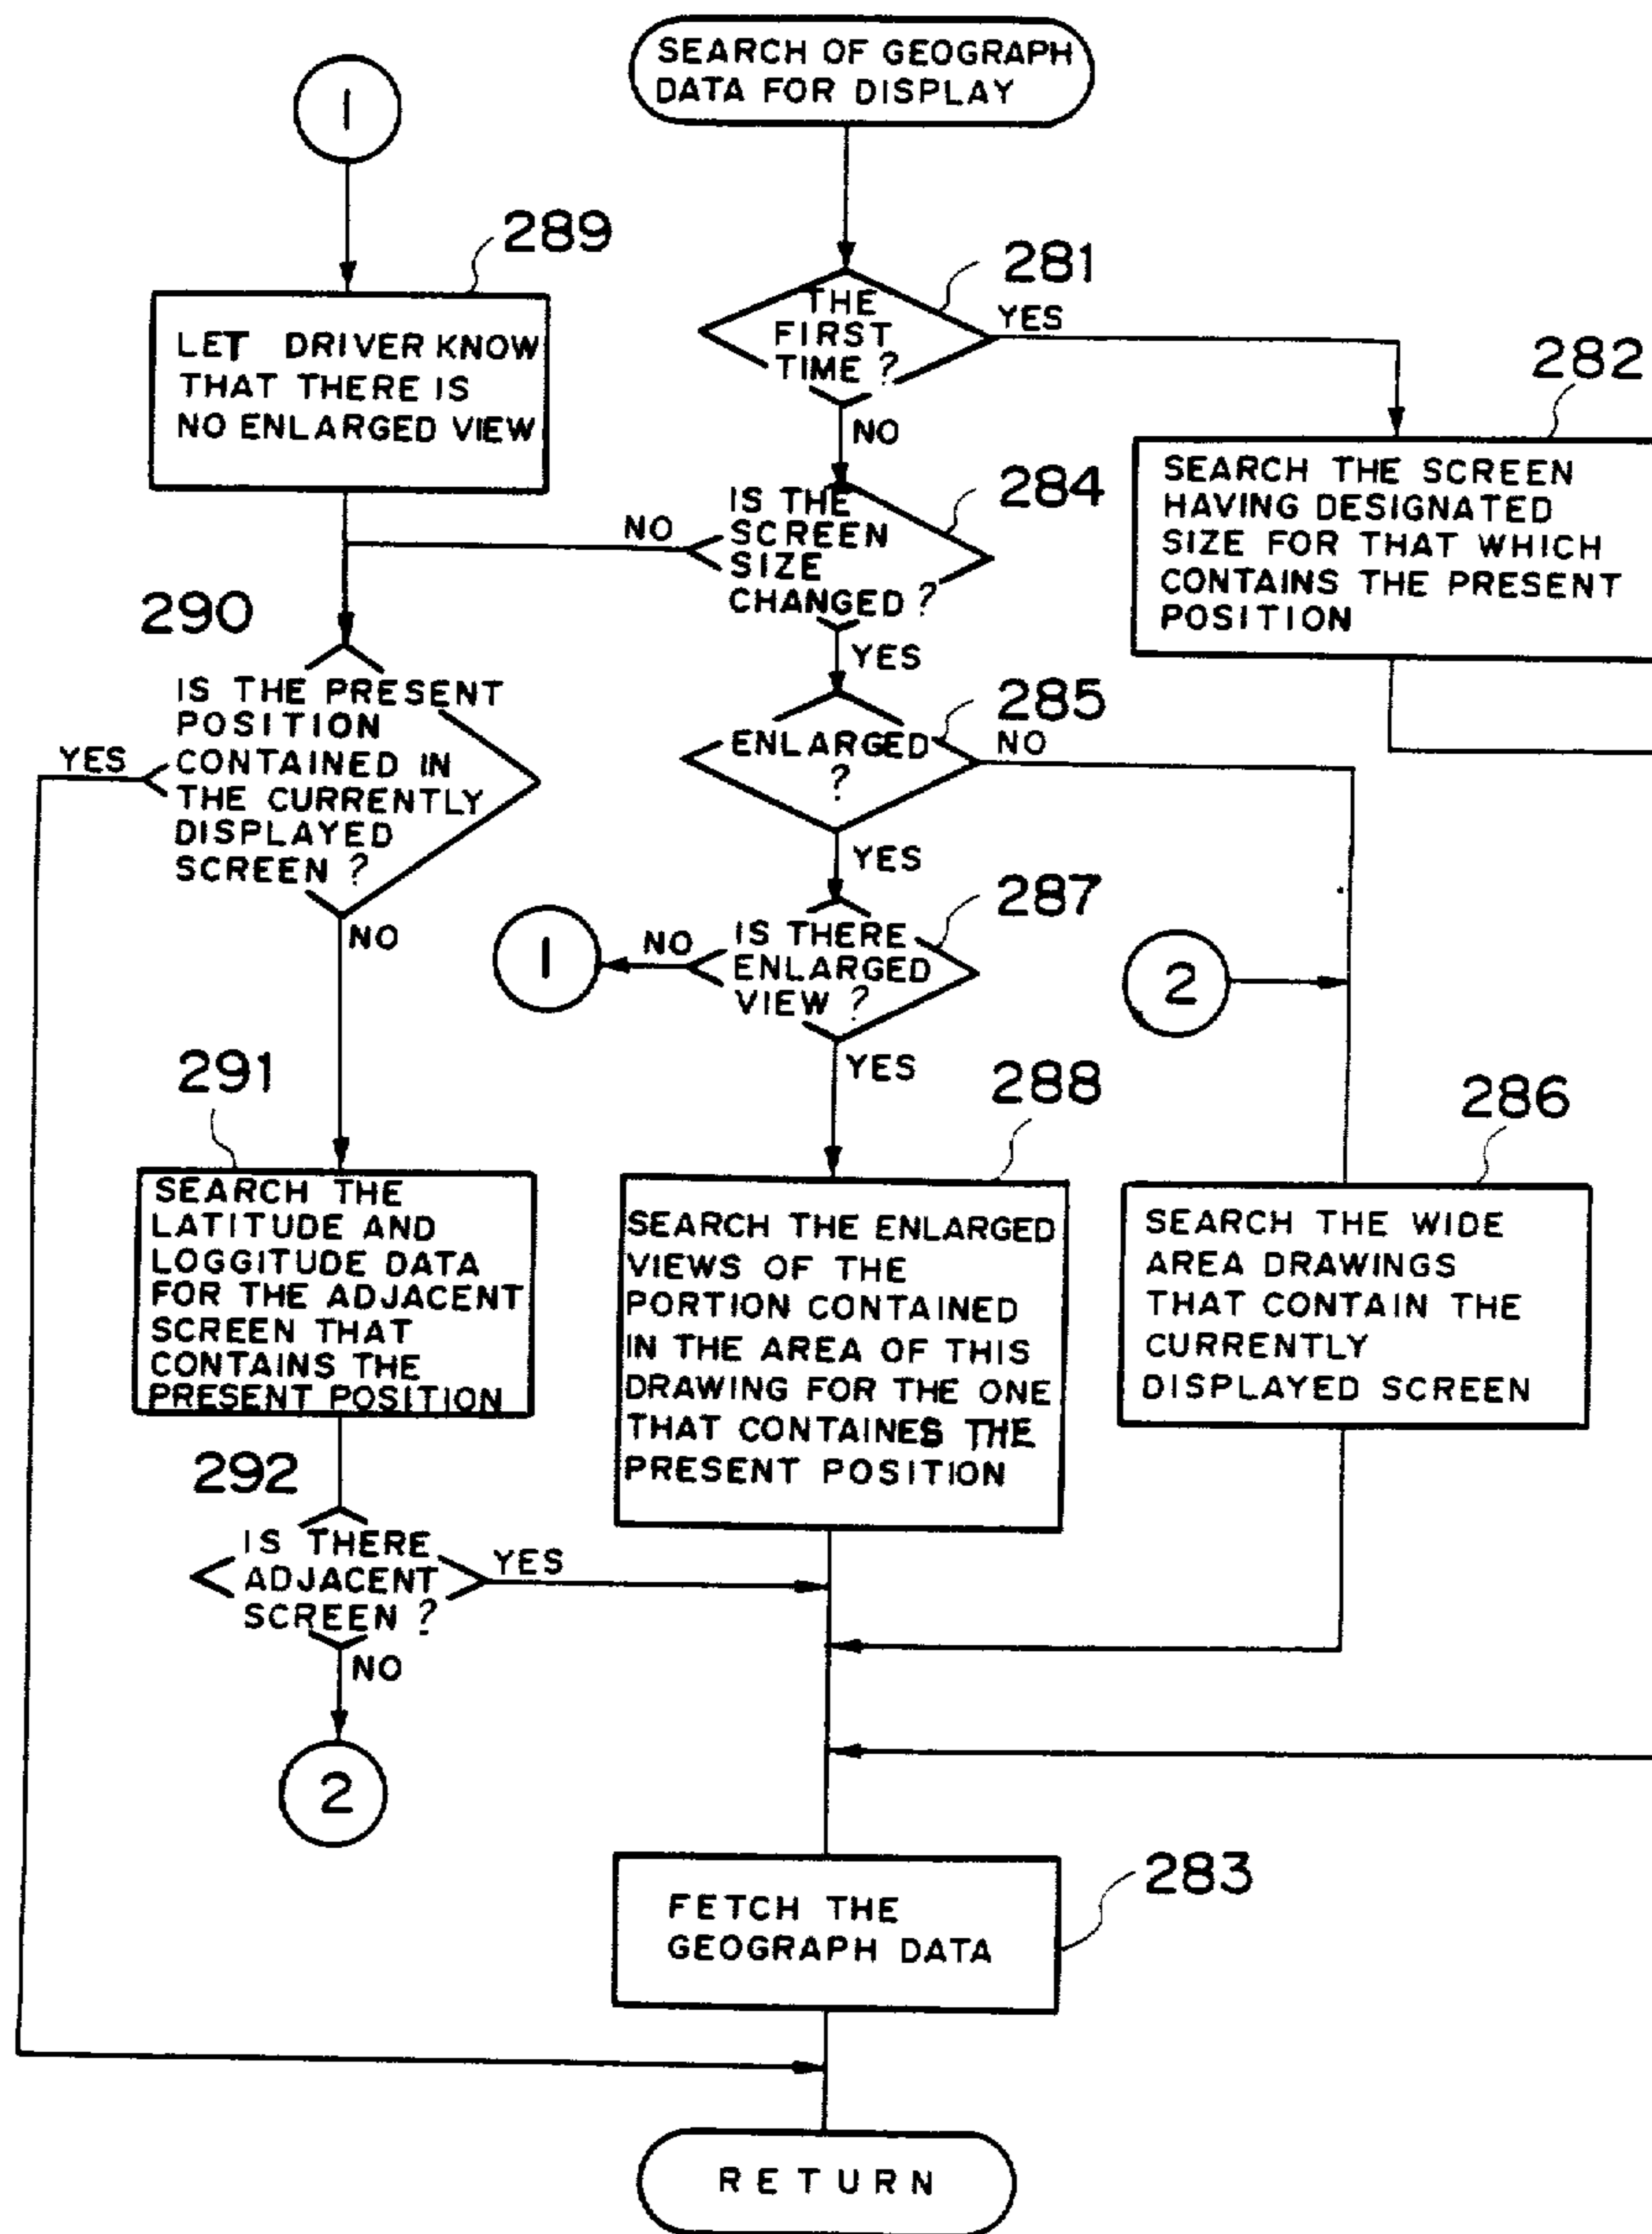 SEARCH OF GEOGRAPH
DATA FOR DISPLAY
1
289
LET DRIVER KNOW
THAT THERE IS
NO ENLARGED VIEW
281
THE
FIRST
TIME ?
YES
NO
282
SEARCH THE SCREEN
HAVING DESIGNATED
SIZE FOR THAT WHICH
CONTAINS THE PRESENT
POSITION
284
IS THE
SCREEN
SIZE
CHANGED ?
NO
YES
290
IS THE PRESENT
POSITION
CONTAINED IN
THE CURRENTLY
DISPLAYED
SCREEN ?
YES
NO
285
ENLARGED
?
NO
YES
287
IS THERE
ENLARGED
VIEW ?
NO
1
YES
2
291
SEARCH THE
LATITUDE AND
LOGGITUDE DATA
FOR THE ADJACENT
SCREEN THAT
CONTAINS THE
PRESENT POSITION
288
SEARCH THE ENLARGED
VIEWS OF THE
PORTION CONTAINED
IN THE AREA OF THIS
DRAWING FOR THE ONE
THAT CONTAINES THE
PRESENT POSITION
286
SEARCH THE WIDE
AREA DRAWINGS
THAT CONTAIN THE
CURRENTLY
DISPLAYED SCREEN
292
IS THERE
ADJACENT
SCREEN ?
YES
NO
2
283
FETCH THE
GEOGRAPH DATA
RETURN